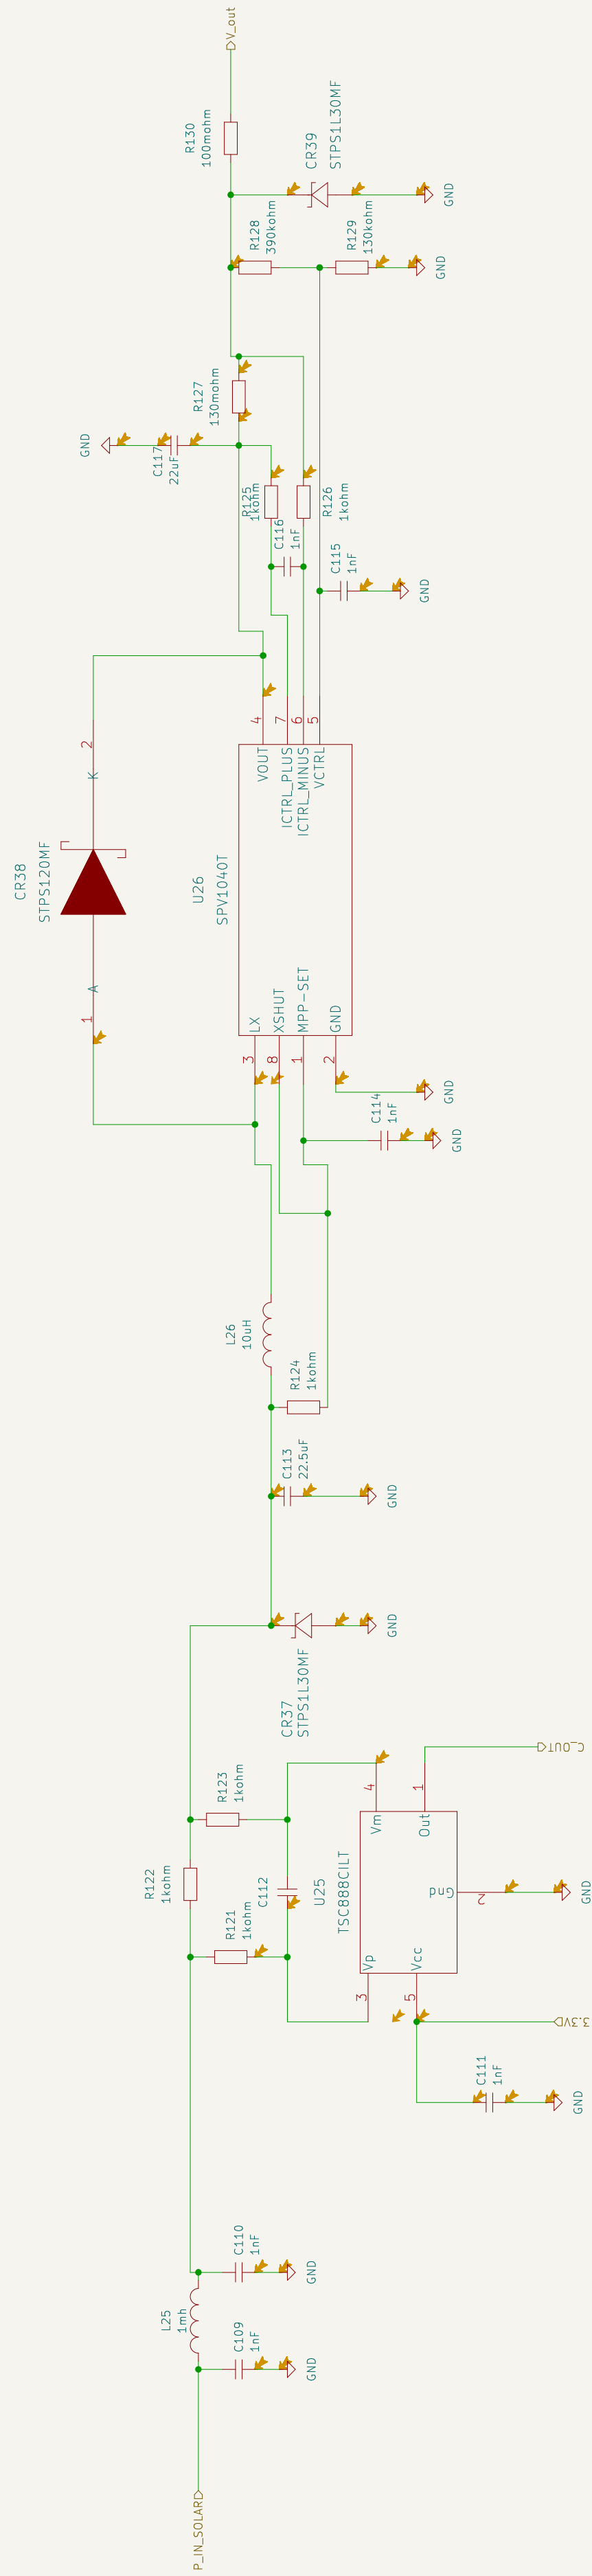 V_out
R130
100mohm
CR39
STPS1L30MF
GND
R128
390kohm
R129
130kohm
GND
R127
130mohm
GND
C117
22uF
R125
1kohm
C116
1nF
R126
1kohm
C115
1nF
GND
4
7
6
5
VOUT
ICTRL_PLUS
ICTRL_MINUS
VCTRL
2
K
CR38
STPS120MF
A
1
U26
SPV1040T
LX
XSHUT
MPP-SET
GND
3
8
1
2
GND
C114
1nF
GND
L26
10uH
R124
1kohm
C113
22.5uF
GND
CR37
STPS1L30MF
GND
C_OUT
R123
1kohm
4
1
Vm
Out
R122
1kohm
C112
U25
TSC888CILT
Gnd
2
GND
R121
1kohm
Vp
Vcc
3
5
3.3V
C111
1nF
GND
C110
1nF
GND
L25
1mh
C109
1nF
GND
P_IN_SOLAR